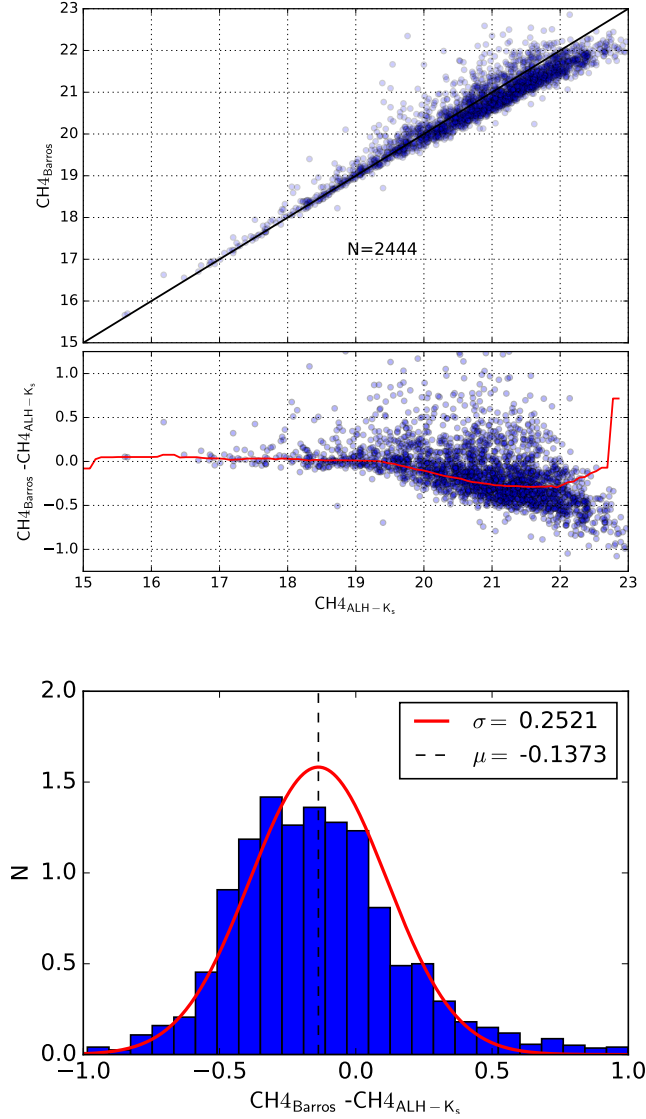 23
22
21
20
19
18
17
16
15
CH4Barros
N=2444
1.0
0.5
0.0
−0.5
−1.0
CH4Barros -CH4ALH−Ks
15 16 17 18 19 20 21 22 23
CH4ALH−Ks
2.0
1.5
1.0
0.5
0.0
N
σ = 0.2521
μ = -0.1373
−1.0 −0.5 0.0 0.5 1.0
CH4Barros -CH4ALH−Ks